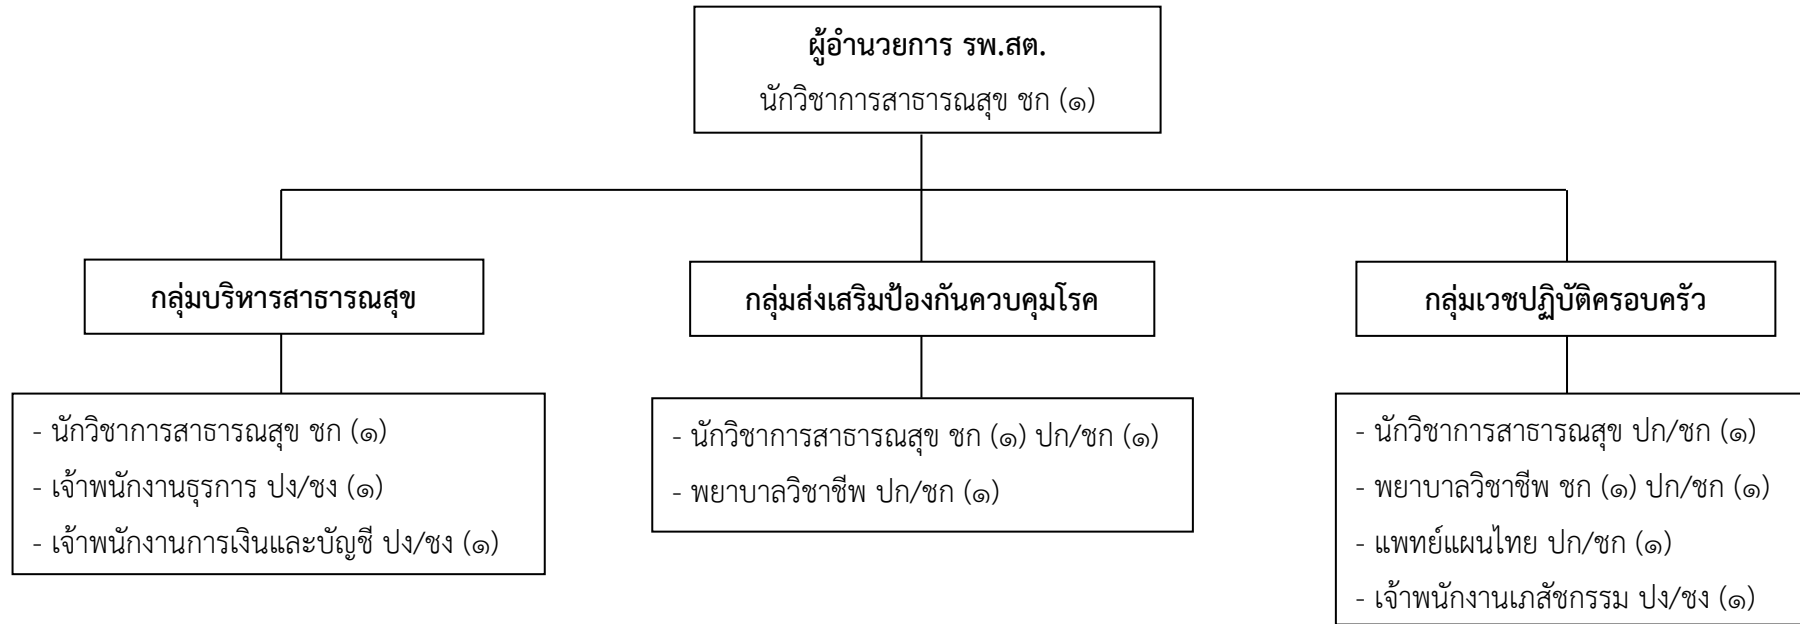 ผู้อำนวยการ รพ.สต.
นักวิชาการสาธารณสุข ชก (๑)
กลุ่มบริหารสาธารณสุข
กลุ่มส่งเสริมป้องกันควบคุมโรค
กลุ่มเวชปฏิบัติครอบครัว
- นักวิชาการสาธารณสุข ชก (๑)
- เจ้าพนักงานธุรการ ปง/ชง (๑)
- เจ้าพนักงานการเงินและบัญชี ปง/ชง (๑)
- นักวิชาการสาธารณสุข ชก (๑) ปก/ชก (๑)
- พยาบาลวิชาชีพ ปก/ชก (๑)
- นักวิชาการสาธารณสุข ปก/ชก (๑)
- พยาบาลวิชาชีพ ชก (๑) ปก/ชก (๑)
- แพทย์แผนไทย ปก/ชก (๑)
- เจ้าพนักงานเภสัชกรรม ปง/ชง (๑)